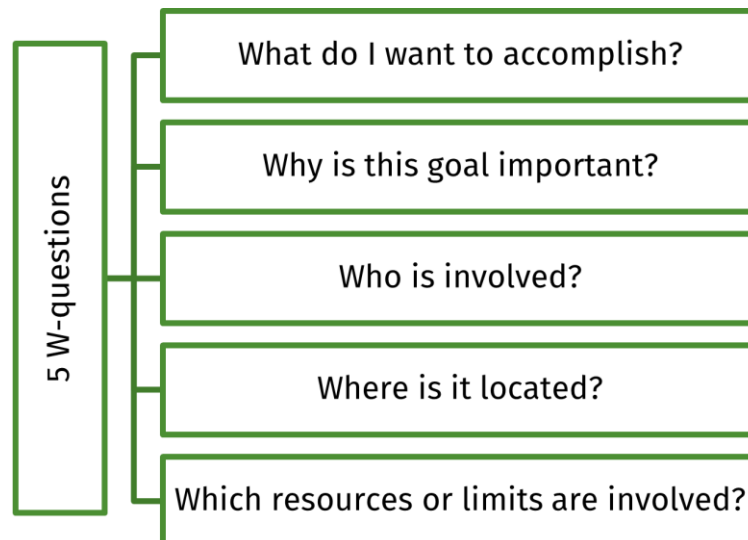 5 W-questions
What do I want to accomplish?
Why is this goal important?
Who is involved?
Where is it located?
Which resources or limits are involved?